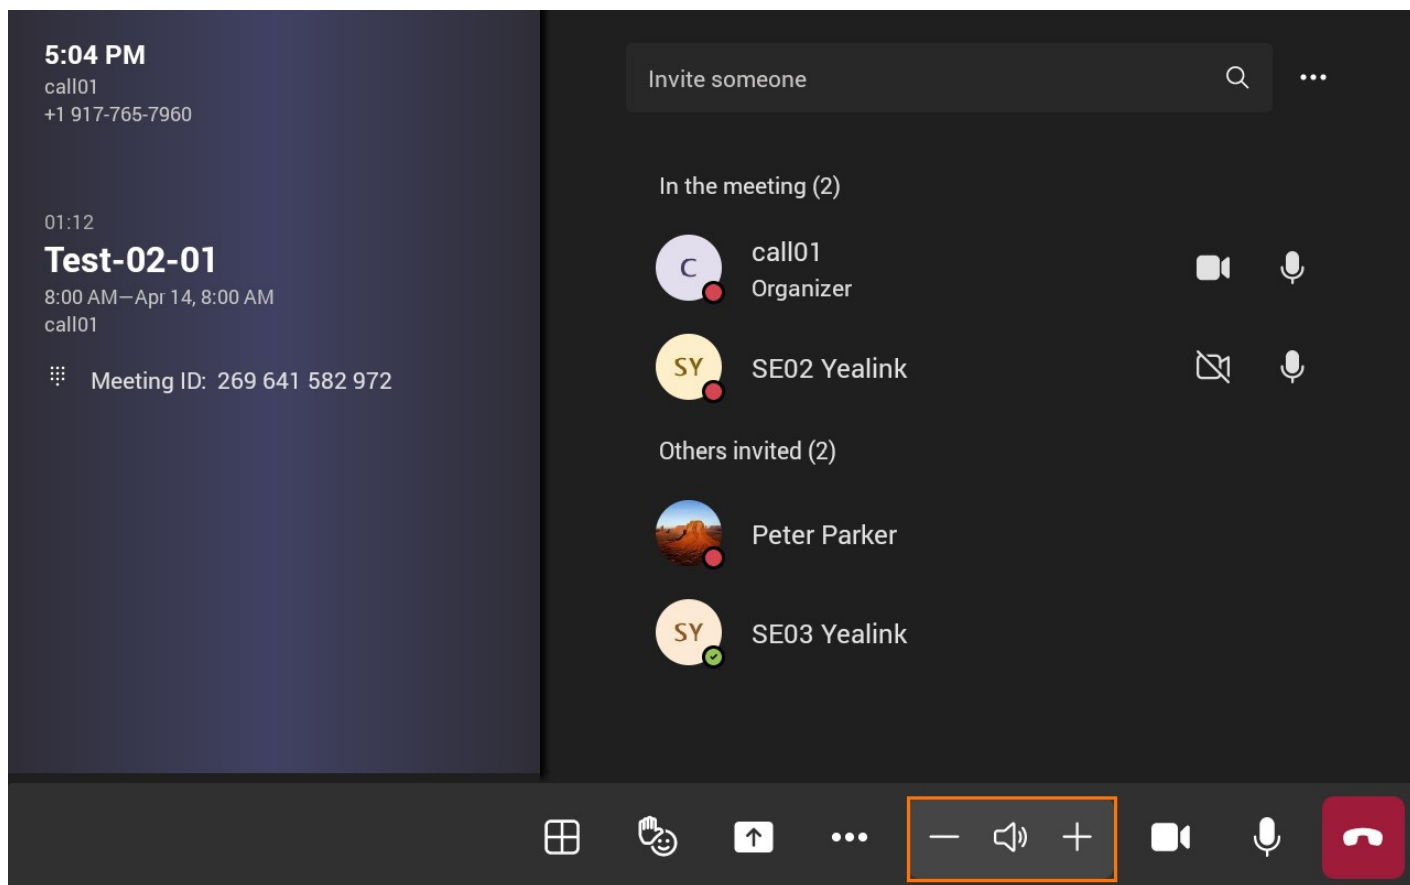 5:04 PM
call01
+1 917-765-7960
01:12
Test-02-01
8:00 AM—Apr 14, 8:00 AM
call01
Meeting ID: 269 641 582 972
Invite someone
In the meeting (2)
C
call01
Organizer
SY
SE02 Yealink
Others invited (2)
Peter Parker
SY
SE03 Yealink